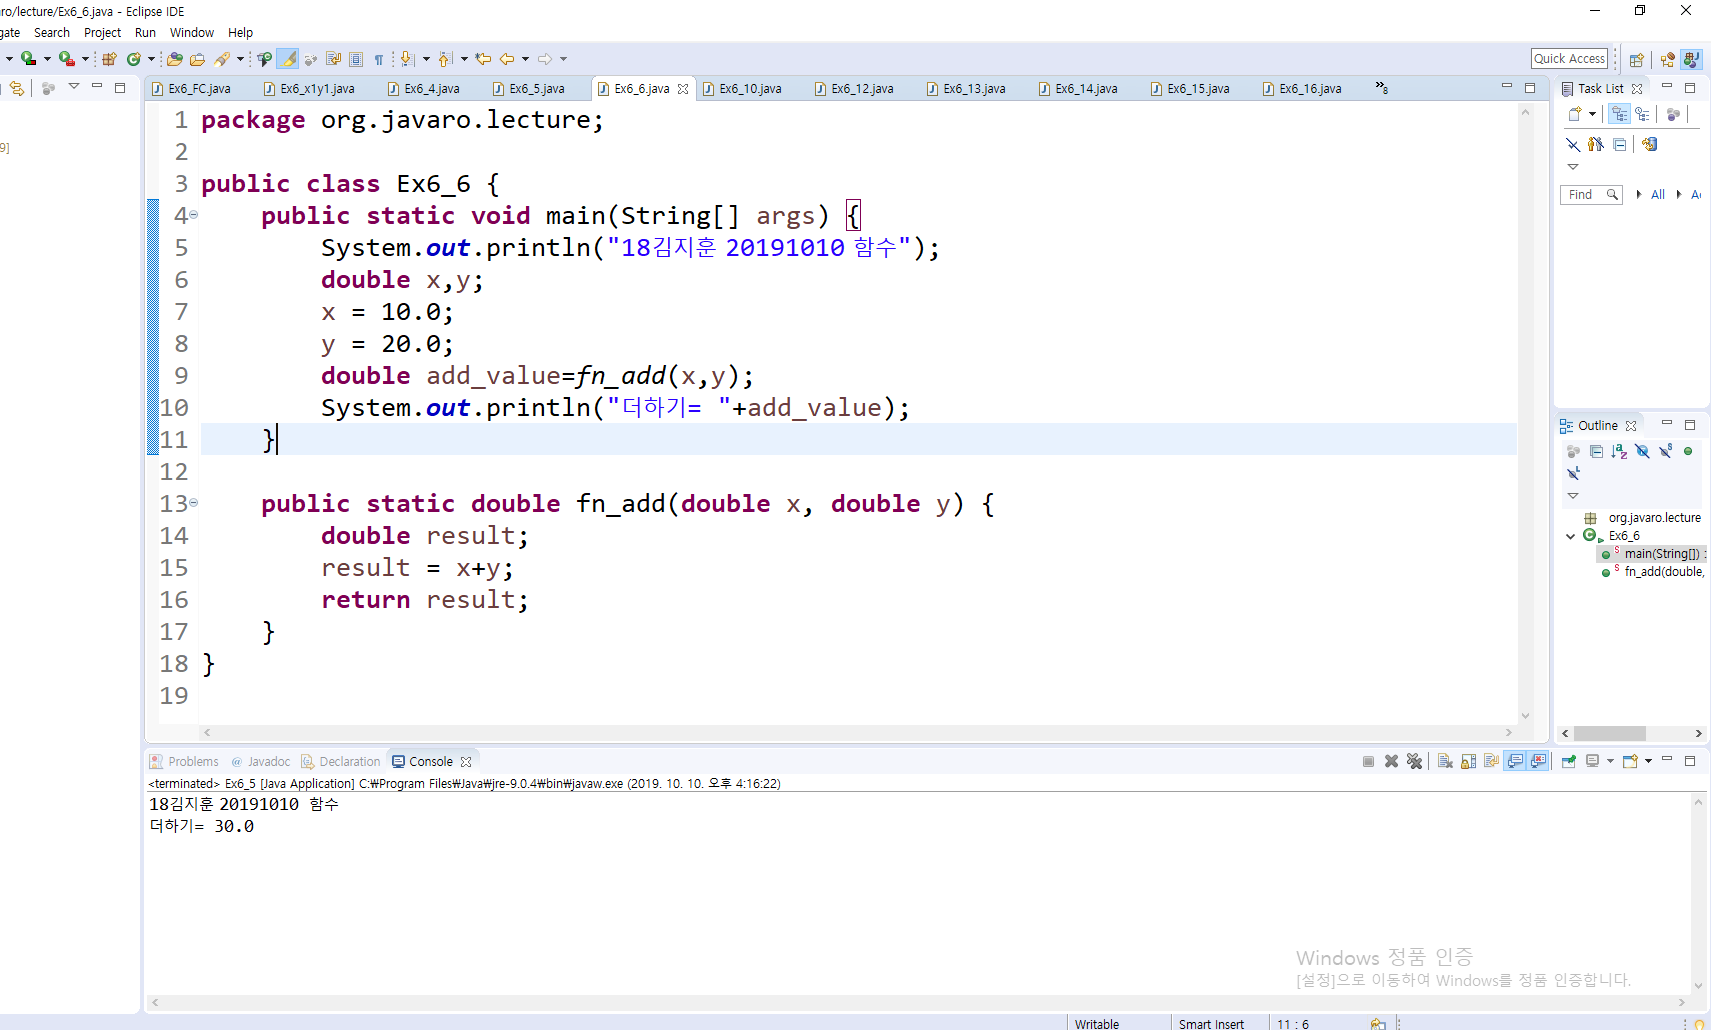 ro/lecture/Ex6_6.java - Eclipse IDE
gate Search Project Run Window Help
Quick Access
Ex6_FC.java Ex6_x1y1.java Ex6_4.java Ex6_5.java Ex6_6.java Ex6_10.java Ex6_12.java Ex6_13.java Ex6_14.java Ex6_15.java Ex6_16.java »8
9]
1 package org.javaro.lecture;
2
3 public class Ex6_6 {
4 public static void main(String[] args) {
5 System.out.println("18김지훈 20191010 함수");
6 double x,y;
7 x = 10.0;
8 y = 20.0;
9 double add_value=fn_add(x,y);
10 System.out.println("더하기= "+add_value);
11 }
12
13 public static double fn_add(double x, double y) {
14 double result;
15 result = x+y;
16 return result;
17 }
18 }
19
Task List
Find All Ac
Outline
org.javaro.lecture
Ex6_6
main(String[]) :
fn_add(double,
Problems @ Javadoc Declaration Console
<terminated> Ex6_5 [Java Application] C:₩Program Files₩Java₩jre-9.0.4₩bin₩javaw.exe (2019. 10. 10. 오후 4:16:22)
18김지훈 20191010 함수
더하기= 30.0
Windows 정품 인증
[설정]으로 이동하여 Windows를 정품 인증합니다.
Writable Smart Insert 11 : 6